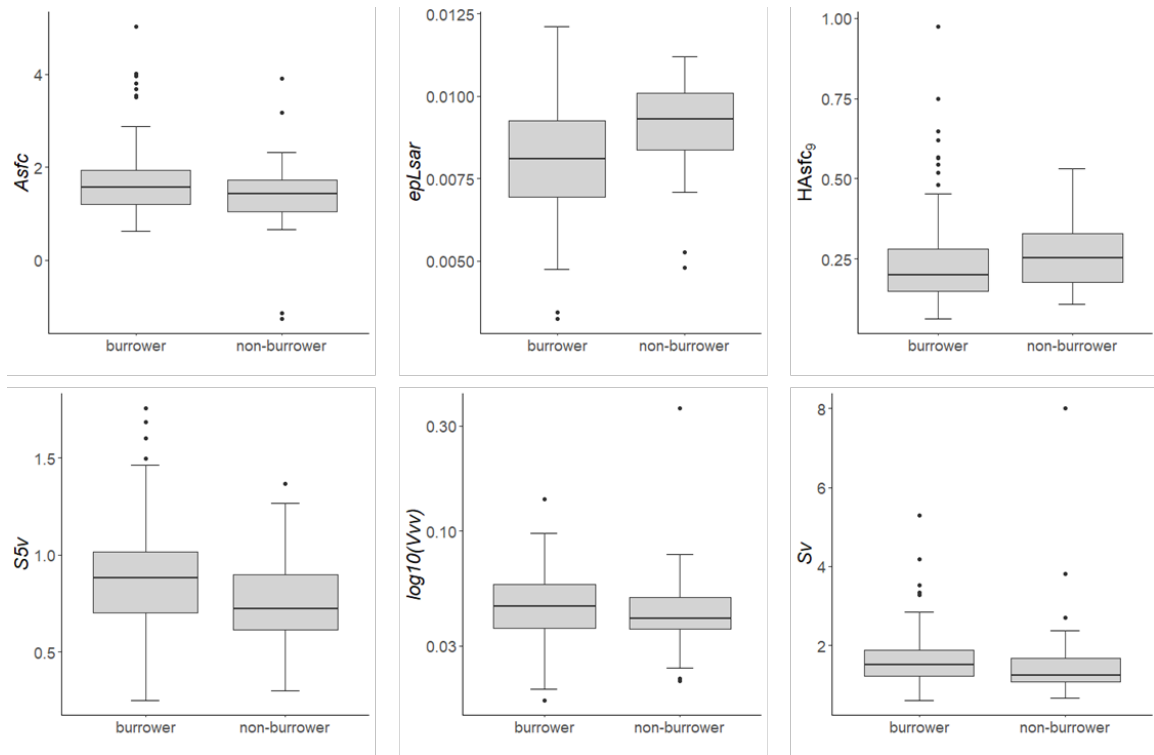 Asfc
4
2
0
burrower
non-burrower
epLsar
0.0125
0.0100
0.0075
0.0050
burrower
non-burrower
HAsfc₉
1.00
0.75
0.50
0.25
burrower
non-burrower
S5v
1.5
1.0
0.5
burrower
non-burrower
log10(Vvv)
0.30
0.10
0.03
burrower
non-burrower
Sv
8
6
4
2
burrower
non-burrower